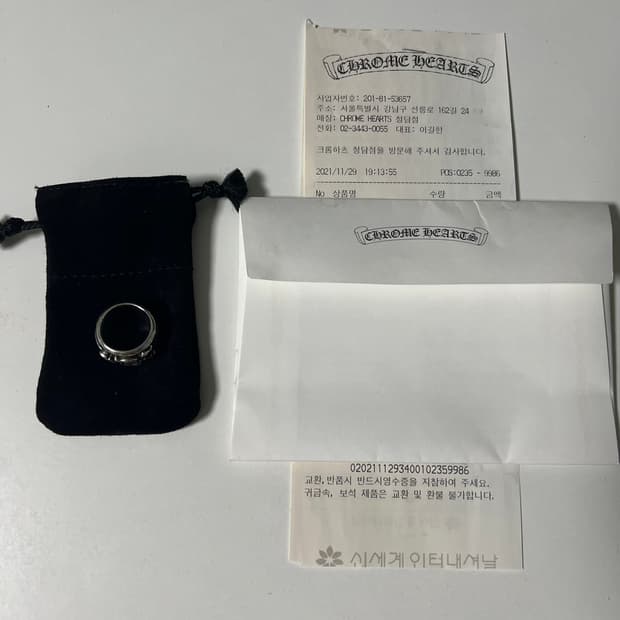 CHROME HEARTS
사업자번호: 201-81-53657
주소: 서울특별시 강남구 선릉로 162길 24
매장: CHROME HEARTS 청담점
전화: 02-3443-0055 대표: 이길한
크롬하츠 청담점을 방문해 주셔서 감사합니다.
2021/11/29 19:13:55 POS:0235 - 9986
No 상품명 수량 금액
CHROME HEARTS
0202111293400102359986
교환,반품시 반드시영수증을 지참하여 주세요.
귀금속, 보석 제품은 교환 및 환불 불가합니다.
신세계인터내셔날